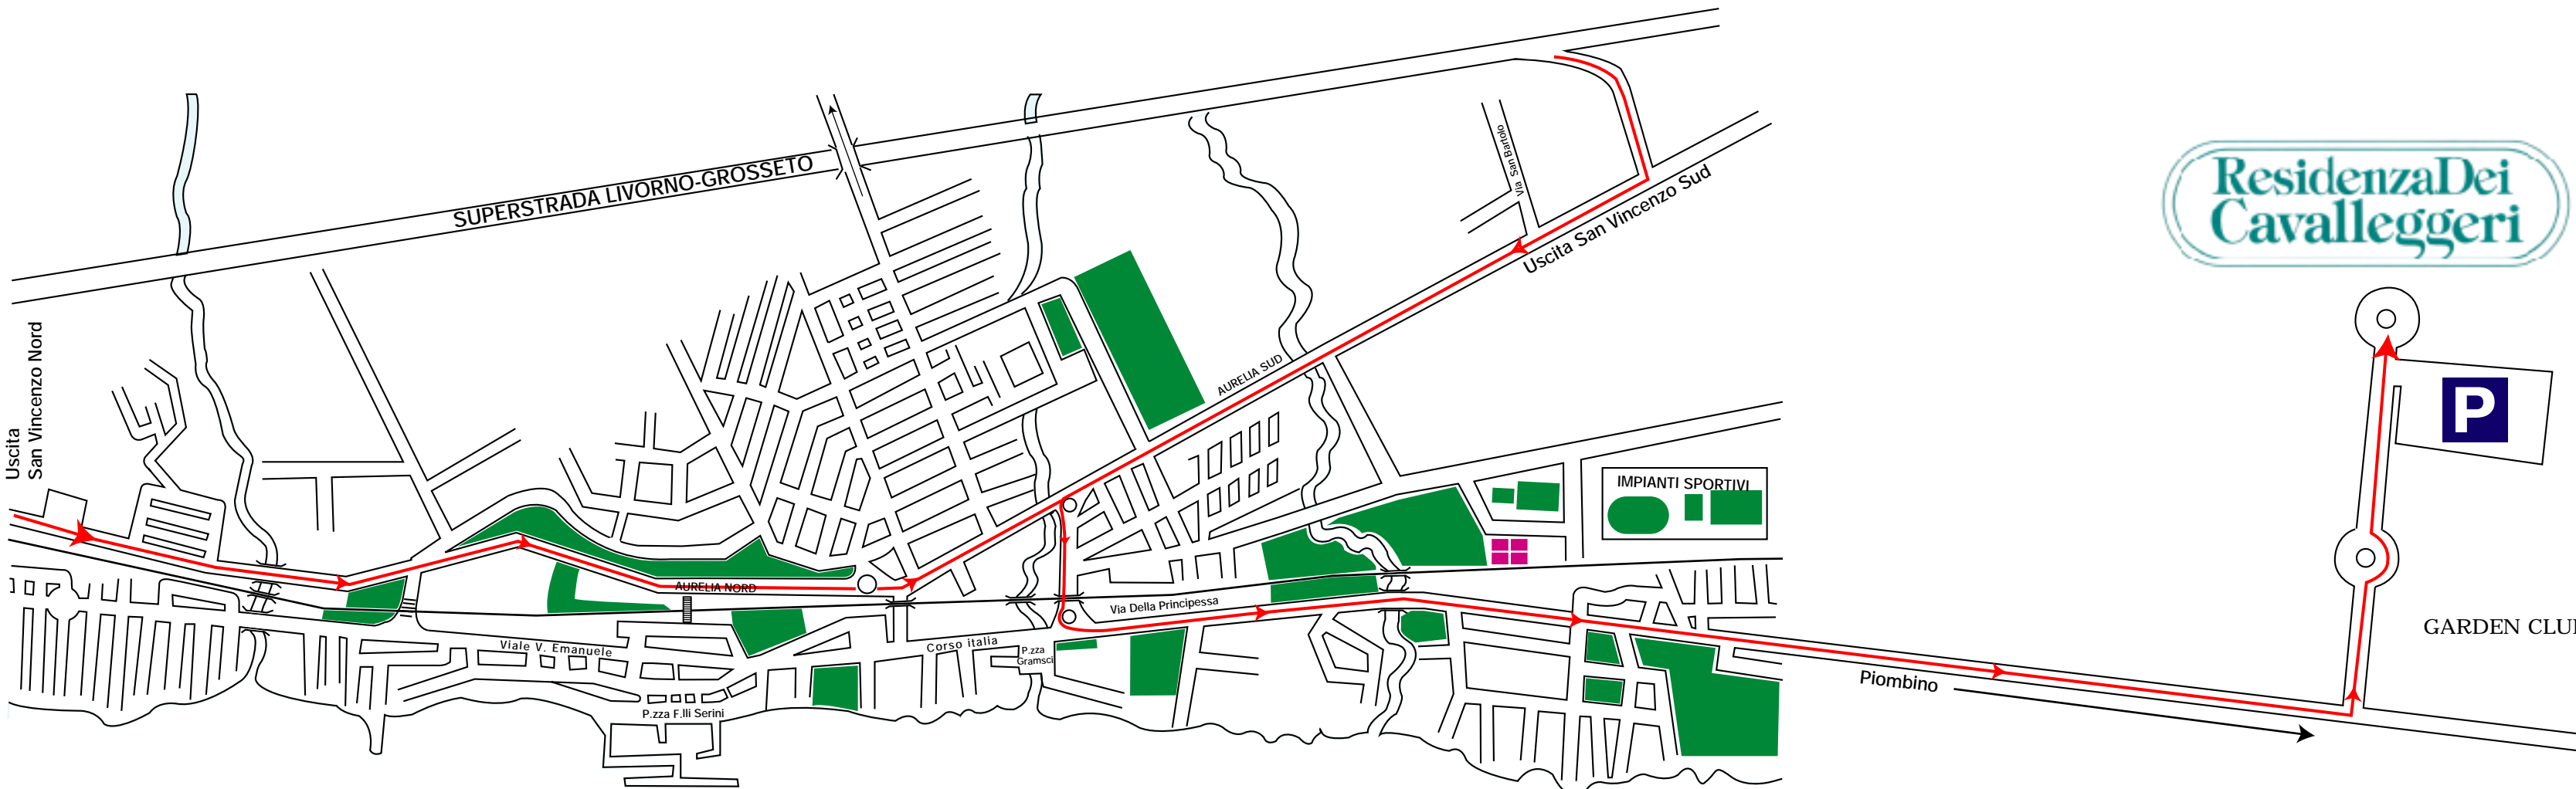 SUPERSTRADA LIVORNO-GROSSETO
Via San Bartolo
Uscita San Vincenzo Sud
ResidenzaDei
Cavalleggeri
Uscita
San Vincenzo Nord
AURELIA SUD
P
IMPIANTI SPORTIVI
AURELIA NORD
Via Della Principessa
Viale V. Emanuele
Corso italia
P.zza
Gramsci
GARDEN CLU
Piombino
P.zza F.lli Serini